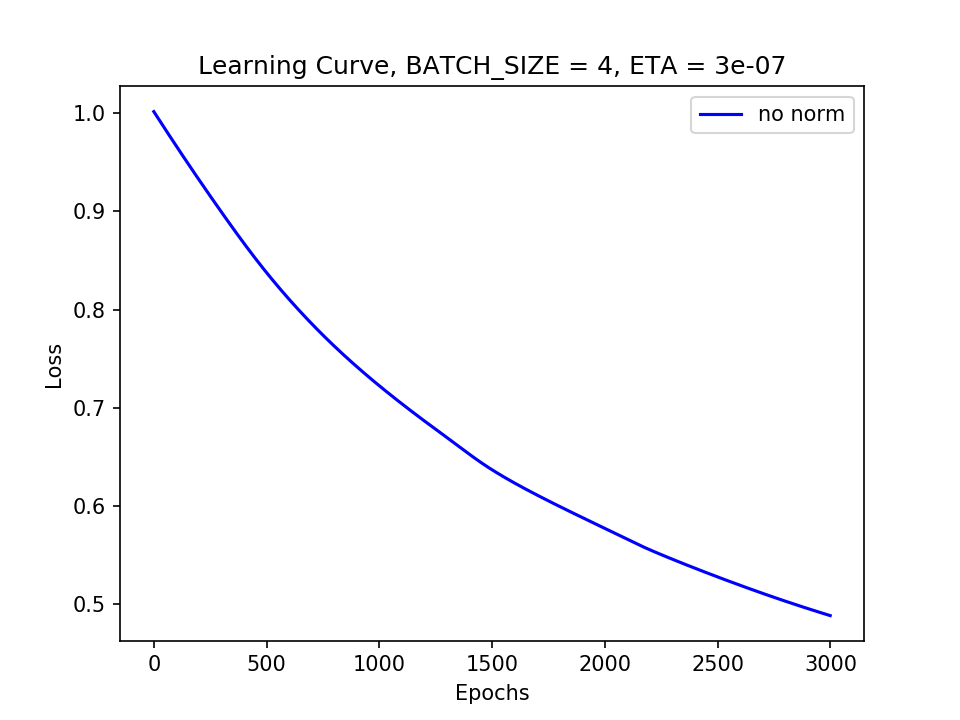 Learning Curve, BATCH_SIZE = 4, ETA = 3e-07
no norm
1.0
0.9
0.8
0.7
0.6
0.5
Loss
0 500 1000 1500 2000 2500 3000
Epochs